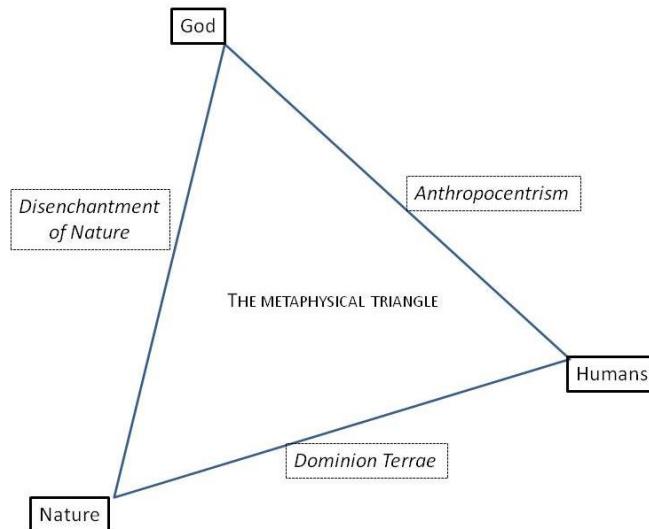 God
Disenchantment
of Nature
Anthropocentrism
THE METAPHYSICAL TRIANGLE
Humans
Dominion Terrae
Nature